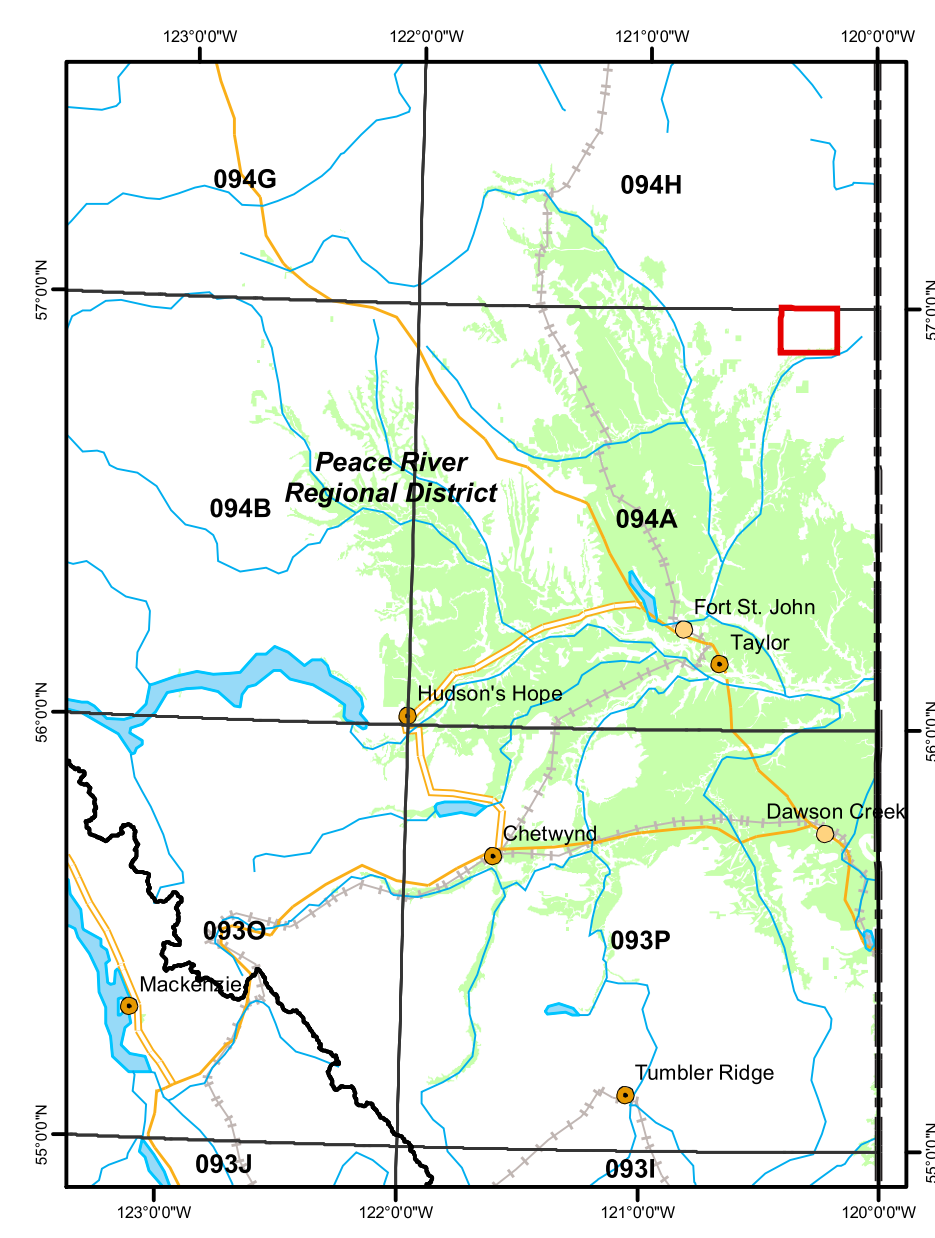 123°0'0"W
122°0'0"W
121°0'0"W
120°0'0"W
094G
094H
57°0'0"N
57°0'0"N
Peace River
Regional District
094B
094A
Fort St. John
Taylor
Hudson's Hope
56°0'0"N
56°0'0"N
Dawson Creek
Chetwynd
093O
093P
Mackenzie
Tumbler Ridge
55°0'0"N
55°0'0"N
093J
093I
123°0'0"W
122°0'0"W
121°0'0"W
120°0'0"W